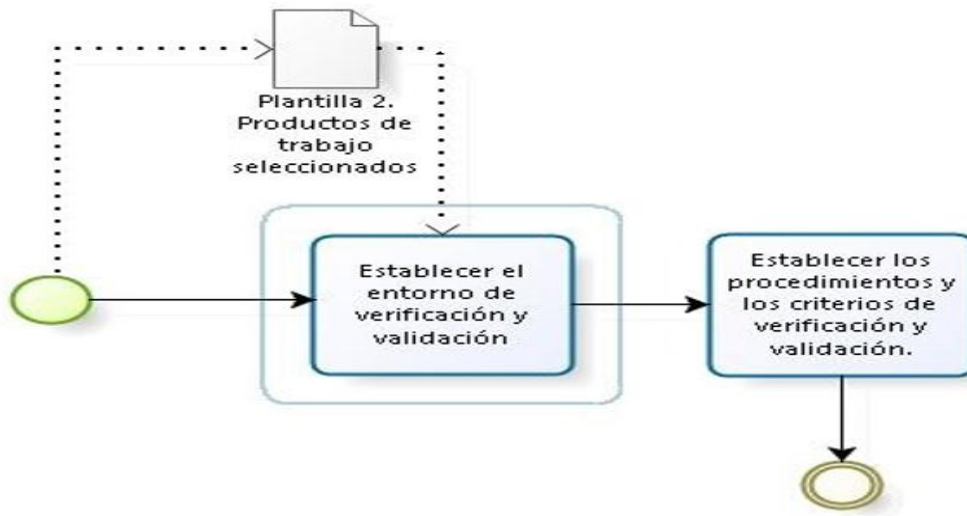 Plantilla 2.
Productos de
trabajo
seleccionados
Establecer el
entorno de
verificación y
validación
Establecer los
procedimientos y
los criterios de
verificación y
validación.